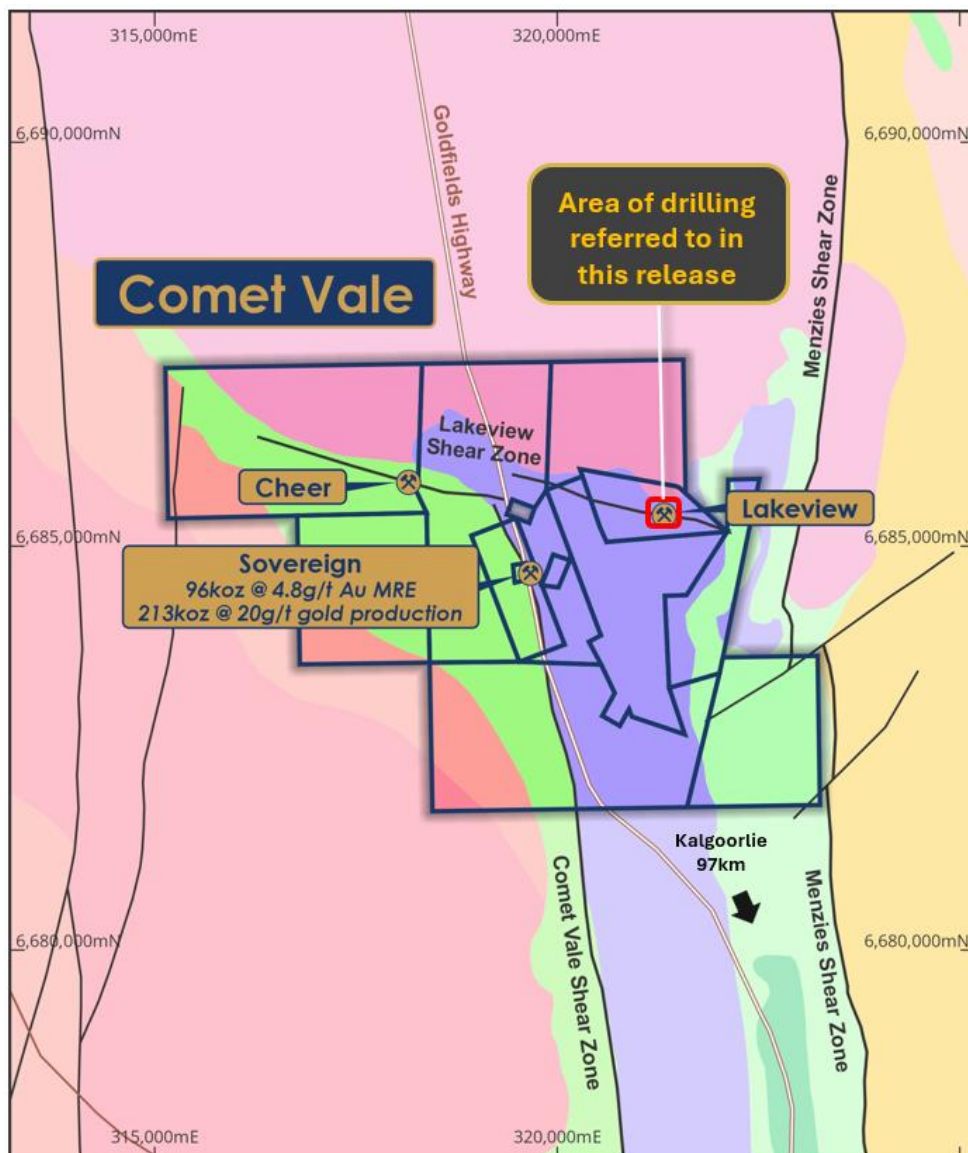 315,000mE
320,000mE
6,690,000mN
6,690,000mN
Goldfields Highway
Area of drilling
referred to in
this release
Menzies Shear Zone
Comet Vale
Lakeview
Shear Zone
Cheer
Lakeview
6,685,000mN
6,685,000mN
Sovereign
96koz @ 4.8g/t Au MRE
213koz @ 20g/t gold production
Kalgoorlie
97km
Comet Vale Shear Zone
Menzies Shear Zone
6,680,000mN
6,680,000mN
315,000mE
320,000mE